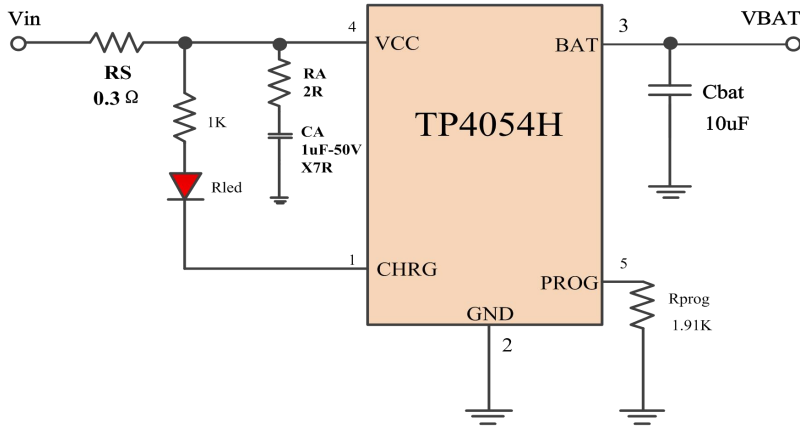 Vin
VBAT
4
VCC
BAT
3
RS
0.3 Ω
RA
2R
1K
CA
1uF-50V
X7R
TP4054H
Cbat
10uF
Rled
1
CHRG
PROG
5
GND
2
Rprog
1.91K